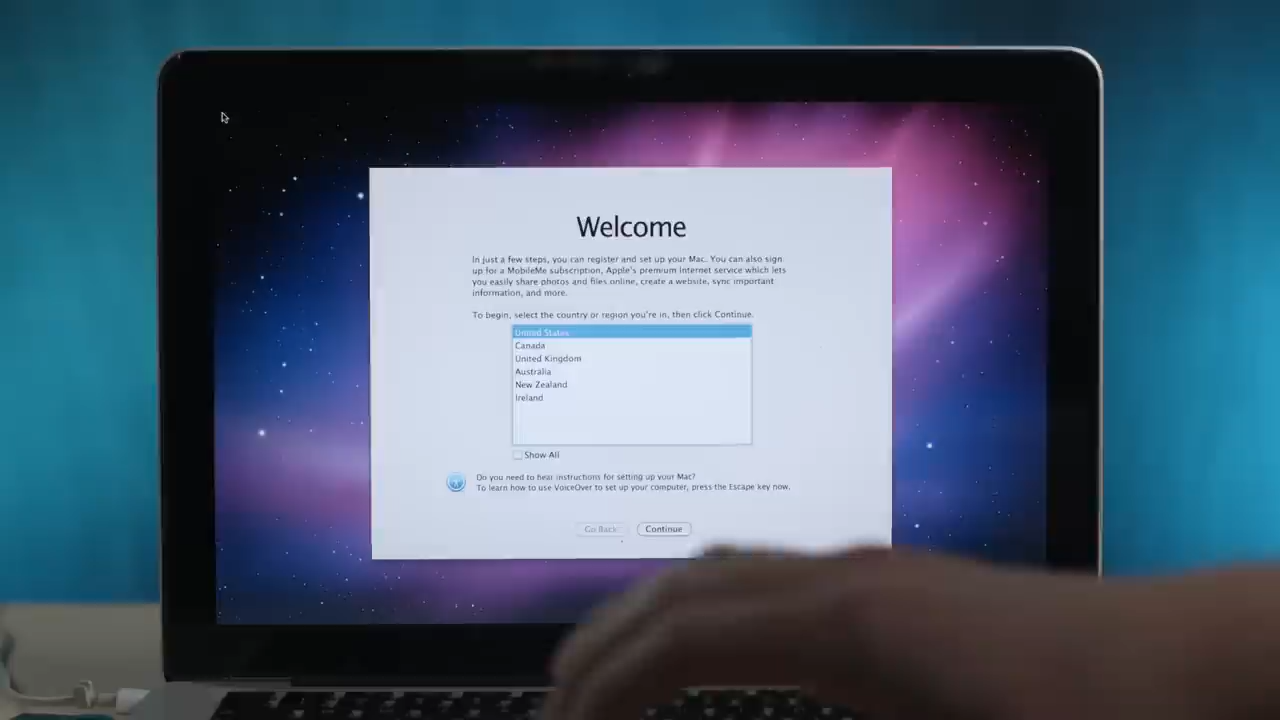 Welcome
In just a few steps, you can register and set up your Mac. You can also sign
up for a MobileMe subscription, Apple's premium Internet service which lets
you easily share photos and files online, create a website, sync important
information, and more.
To begin, select the country or region you're in, then click Continue.
United States
Canada
United Kingdom
Australia
New Zealand
Ireland
Show All
Do you need to hear instructions for setting up your Mac?
To learn how to use VoiceOver to set up your computer, press the Escape key now.
Go Back
Continue